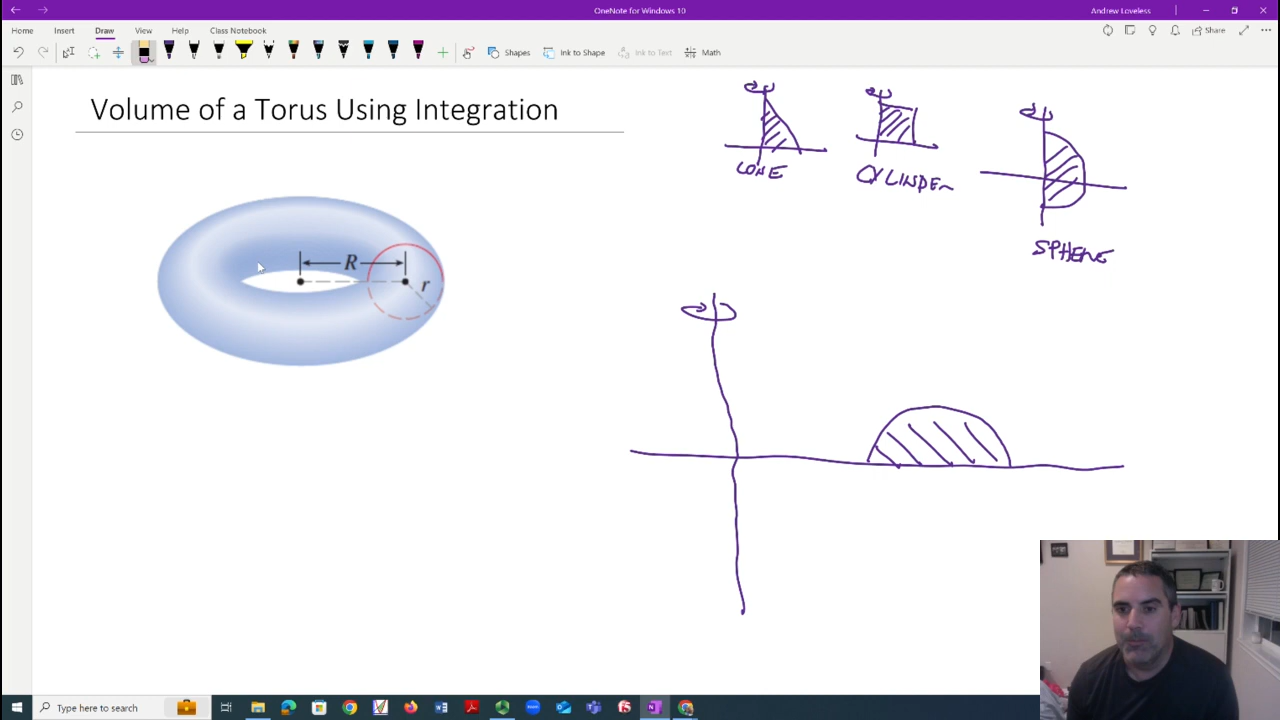 OneNote for Windows 10
Andrew Loveless
Home Insert Draw View Help Class Notebook
Shapes Ink to Shape Ink to Text Math Share
Volume of a Torus Using Integration
CONE CYLINDER
SPHERE
R
r
Type here to search